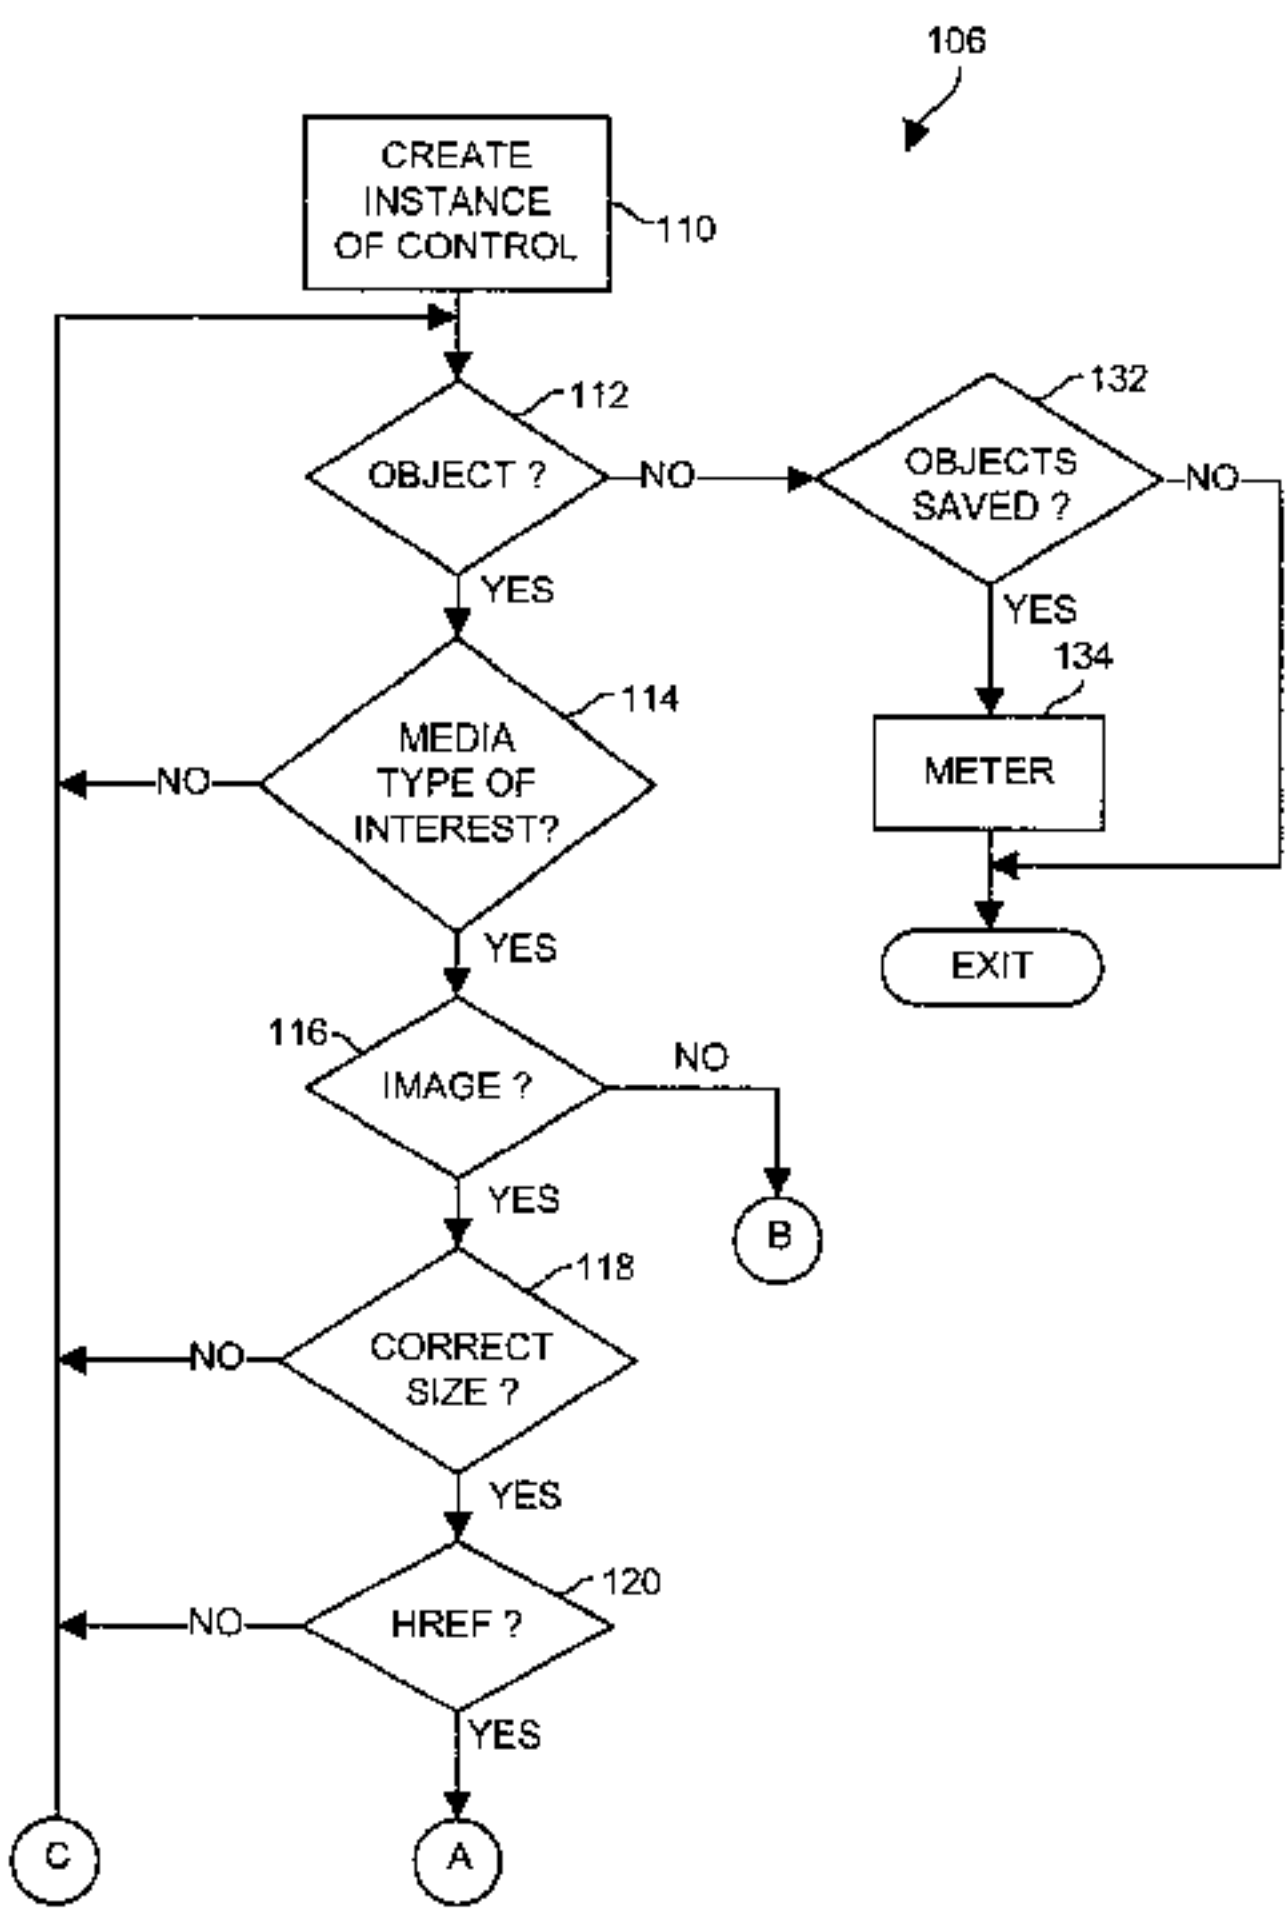 106
CREATE
INSTANCE
OF CONTROL
110
112
OBJECT ?
NO
132
OBJECTS
SAVED ?
NO
YES
YES
134
METER
EXIT
114
MEDIA
TYPE OF
INTEREST?
NO
YES
116
IMAGE ?
NO
B
YES
118
CORRECT
SIZE ?
NO
YES
120
HREF ?
NO
YES
C
A